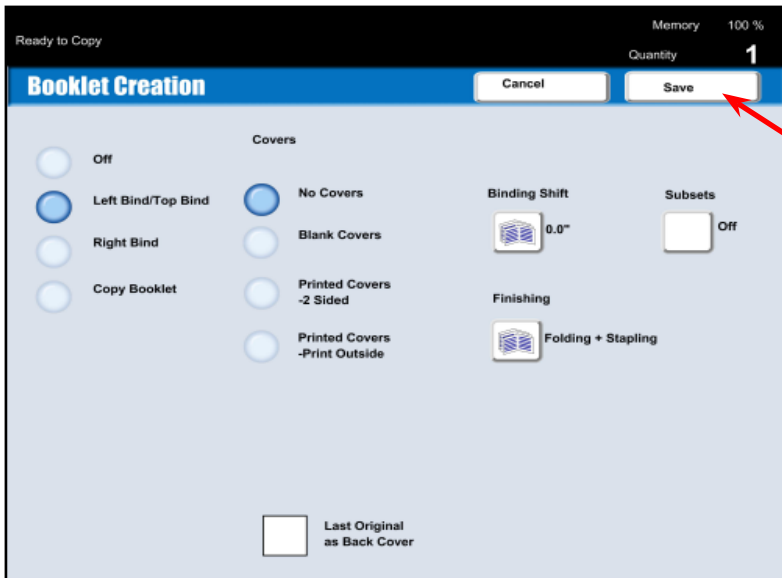 Memory 100 %
Ready to Copy
Quantity 1
Booklet Creation
Cancel
Save
Covers
Off
Left Bind/Top Bind
Right Bind
Copy Booklet
No Covers
Blank Covers
Printed Covers
-2 Sided
Printed Covers
-Print Outside
Binding Shift
0.0"
Subsets
Off
Finishing
Folding + Stapling
Last Original
as Back Cover